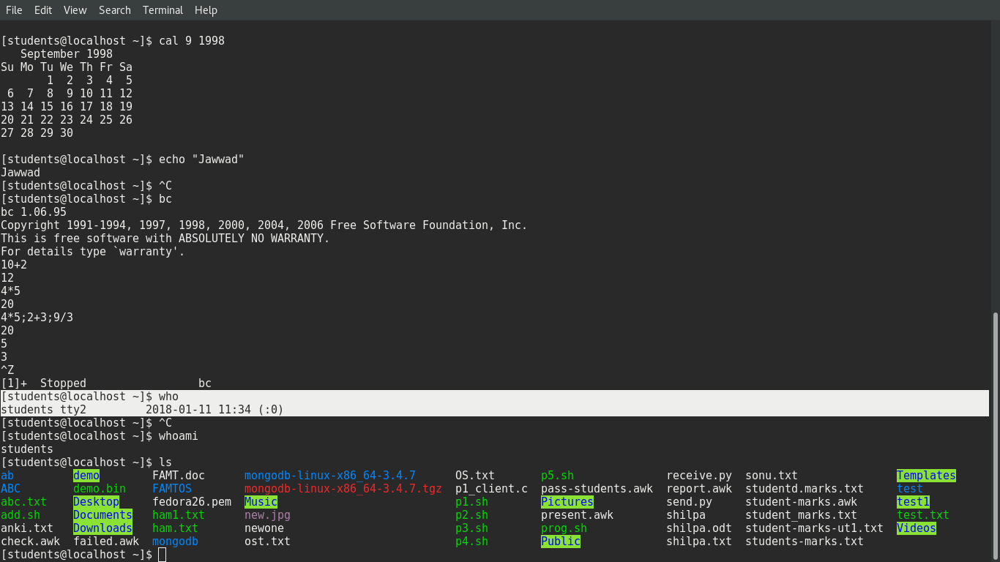 File Edit View Search Terminal Help
[students@localhost ~]$ cal 9 1998
   September 1998
Su Mo Tu We Th Fr Sa
       1  2  3  4  5
 6  7  8  9 10 11 12
13 14 15 16 17 18 19
20 21 22 23 24 25 26
27 28 29 30
[students@localhost ~]$ echo "Jawwad"
Jawwad
[students@localhost ~]$ ^C
[students@localhost ~]$ bc
bc 1.06.95
Copyright 1991-1994, 1997, 1998, 2000, 2004, 2006 Free Software Foundation, Inc.
This is free software with ABSOLUTELY NO WARRANTY.
For details type `warranty'.
10+2
12
4*5
20
4*5;2+3;9/3
20
5
3
^Z
[1]+  Stopped                 bc
[students@localhost ~]$ who
students tty2         2018-01-11 11:34 (:0)
[students@localhost ~]$ ^C
[students@localhost ~]$ whoami
students
[students@localhost ~]$ ls
ab         demo        FAMT.doc      mongodb-linux-x86_64-3.4.7      OS.txt     p5.sh            receive.py  sonu.txt               Templates
ABC        demo.bin    FAMTOS        mongodb-linux-x86_64-3.4.7.tgz  p1_client.c  pass-students.awk  report.awk  studentd.marks.txt     test
abc.txt    Desktop     fedora26.pem  Music                           p1.sh      Pictures         send.py     student-marks.awk      test1
add.sh     Documents   ham1.txt      new.jpg                         p2.sh      present.awk      shilpa      student_marks.txt      test.txt
anki.txt   Downloads   ham.txt       newone                          p3.sh      prog.sh          shilpa.odt  student-marks-ut1.txt  Videos
check.awk  failed.awk  mongodb       ost.txt                         p4.sh      Public           shilpa.txt  students-marks.txt
[students@localhost ~]$